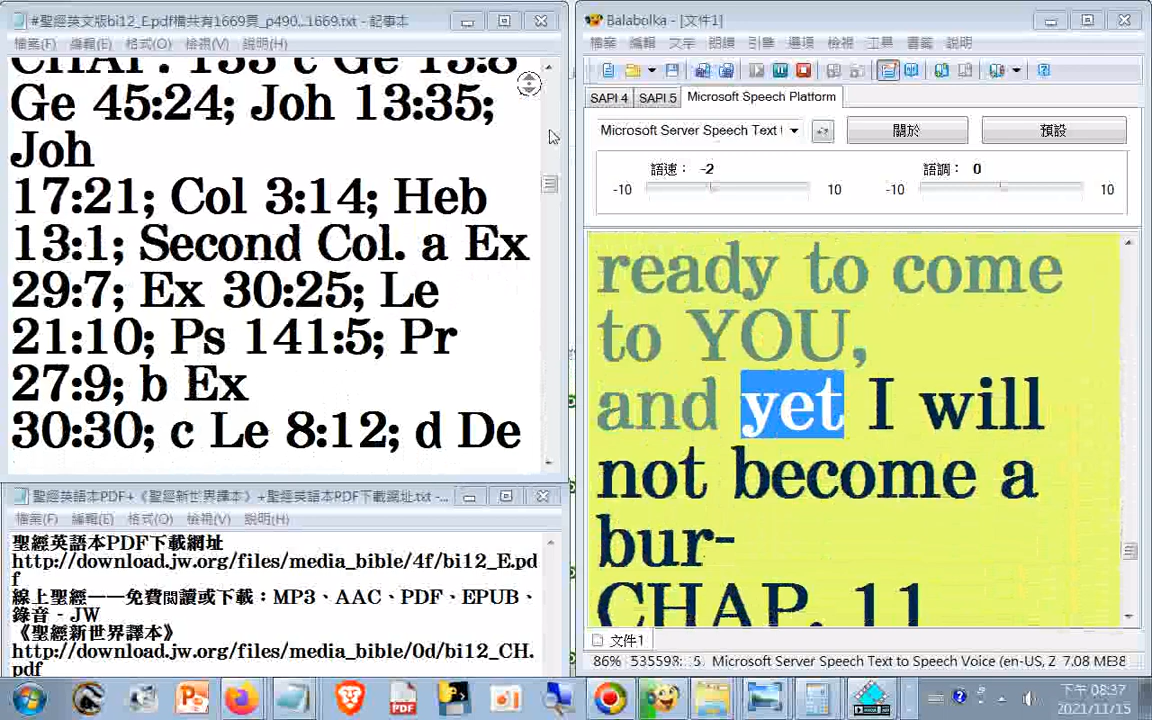 #聖經英文版bi12_E.pdf檔共有1669頁_p490...1669.txt - 記事本
檔案(F) 編輯(E) 格式(O) 檢視(V) 說明(H)
CHAP. 133 c Ge 13:8
Ge 45:24; Joh 13:35;
Joh
17:21; Col 3:14; Heb
13:1; Second Col. a Ex
29:7; Ex 30:25; Le
21:10; Ps 141:5; Pr
27:9; b Ex
30:30; c Le 8:12; d De
聖經英語本PDF+《聖經新世界譯本》+聖經英語本PDF下載網址.txt - ...
檔案(F) 編輯(E) 格式(O) 檢視(V) 說明(H)
聖經英語本PDF下載網址
http://download.jw.org/files/media_bible/4f/bi12_E.pd
f
線上聖經——免費閱讀或下載：MP3、AAC、PDF、EPUB、
錄音 - JW
《聖經新世界譯本》
http://download.jw.org/files/media_bible/0d/bi12_CH.
pdf
Balabolka - [文件1]
檔案 編輯 文字 朗讀 引擎 選項 檢視 工具 書籤 說明
SAPI 4 SAPI 5 Microsoft Speech Platform
Microsoft Server Speech Text t 關於 預設
語速： -2 語調： 0
-10 10 -10 10
ready to come
to YOU,
and yet I will
not become a
bur-
CHAP. 11
文件1
86% 535598: 5 Microsoft Server Speech Text to Speech Voice (en-US, Z 7.08 MB
下午 08:37
2021/11/15